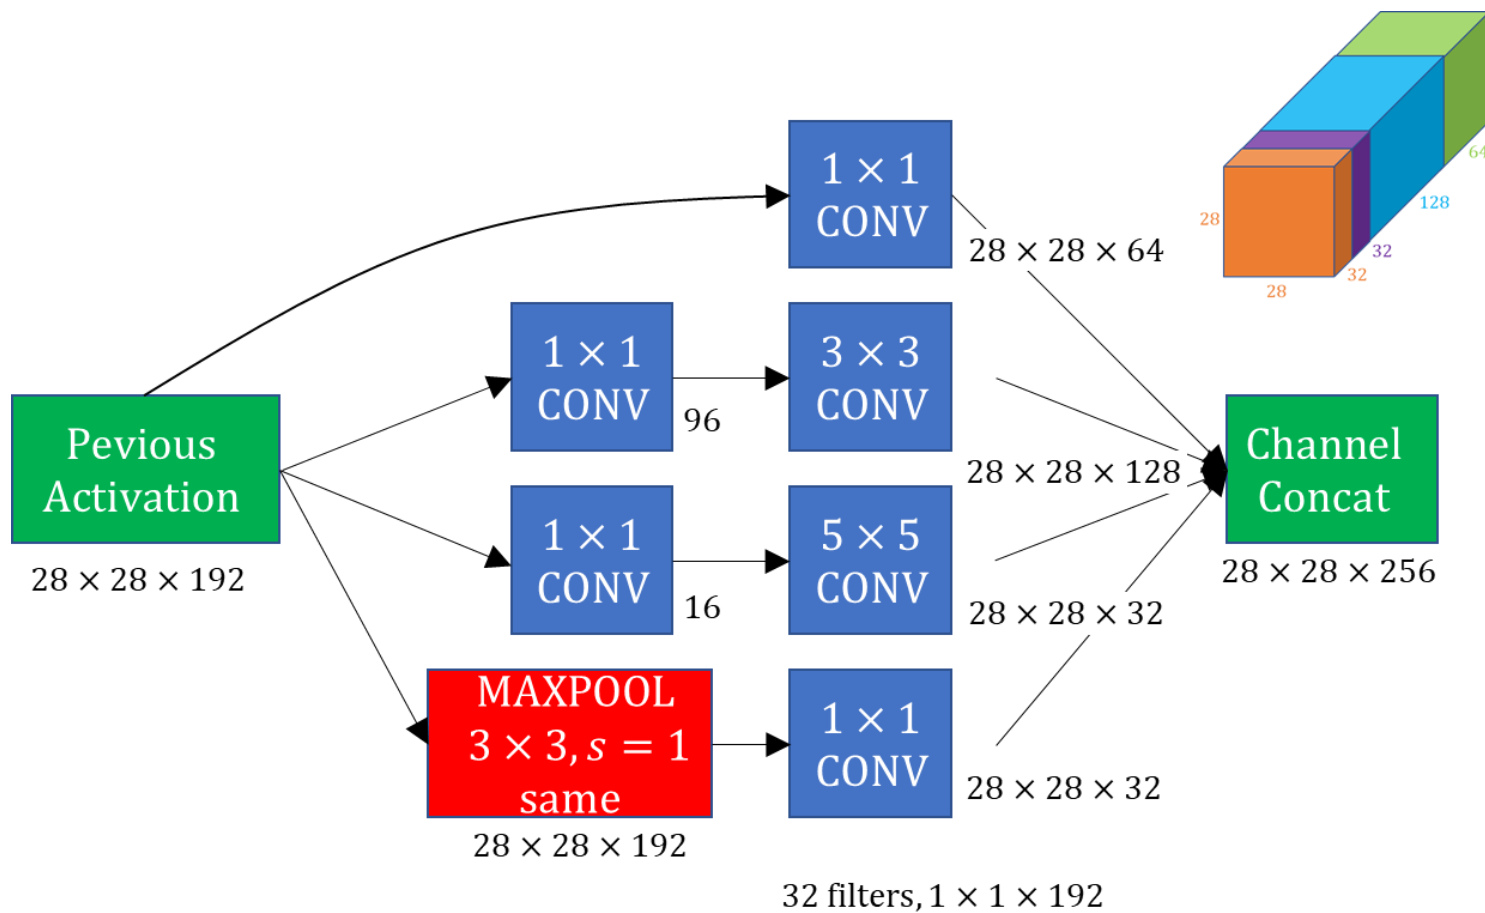 64
128
32
32
28
28
1 × 1
CONV
28 × 28 × 64
1 × 1
CONV
96
3 × 3
CONV
28 × 28 × 128
Pevious
Activation
28 × 28 × 192
Channel
Concat
28 × 28 × 256
1 × 1
CONV
16
5 × 5
CONV
28 × 28 × 32
MAXPOOL
3 × 3, s = 1
same
28 × 28 × 192
1 × 1
CONV
28 × 28 × 32
32 filters, 1 × 1 × 192